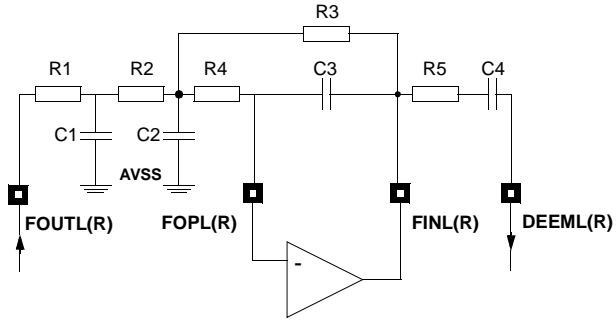 R3
R1 R2 R4 C3 R5 C4
C1 C2
AVSS
FOUTL(R) FOPL(R) FINL(R) DEEML(R)
-